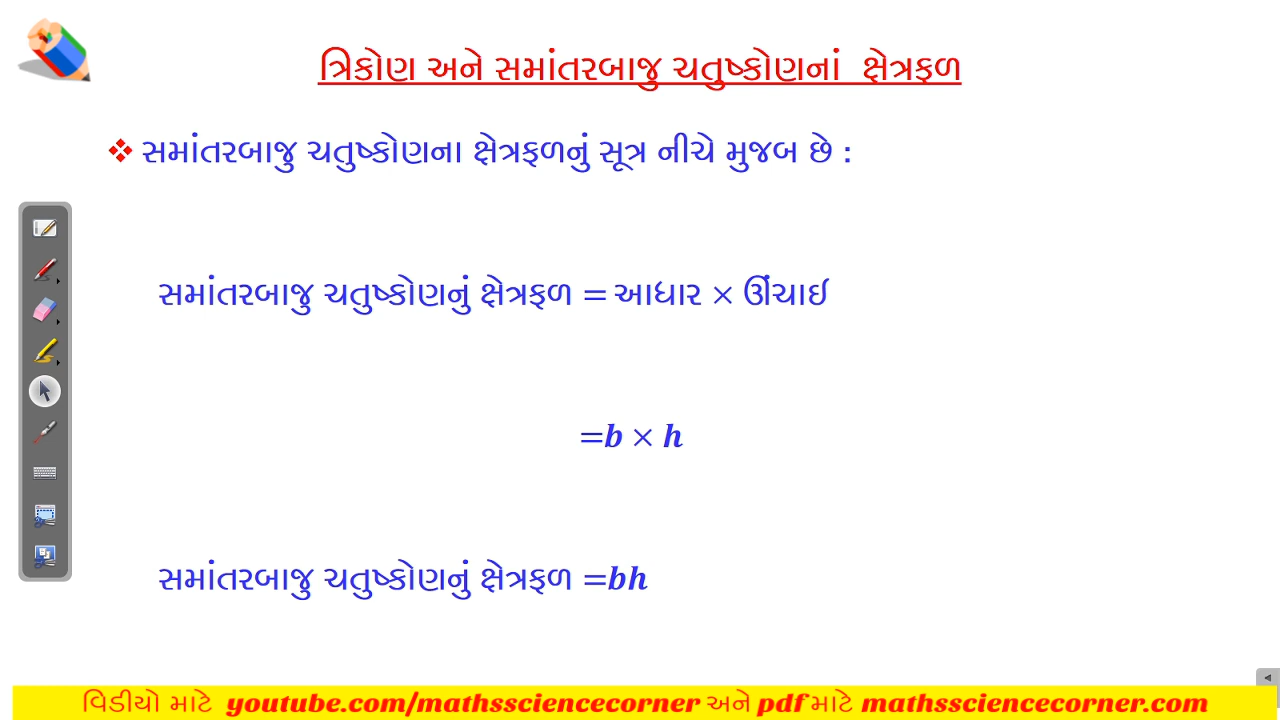 ત્રિકોણ અને સમાંતરબાજુ ચતુષ્કોણનાં ક્ષેત્રફળ
સમાંતરબાજુ ચતુષ્કોણના ક્ષેત્રફળનું સૂત્ર નીચે મુજબ છે :
સમાંતરબાજુ ચતુષ્કોણનું ક્ષેત્રફળ = આધાર × ઊંચાઈ
=b × h
સમાંતરબાજુ ચતુષ્કોણનું ક્ષેત્રફળ =bh
વિડીયો માટે youtube.com/mathssciencecorner અને pdf માટે mathssciencecorner.com